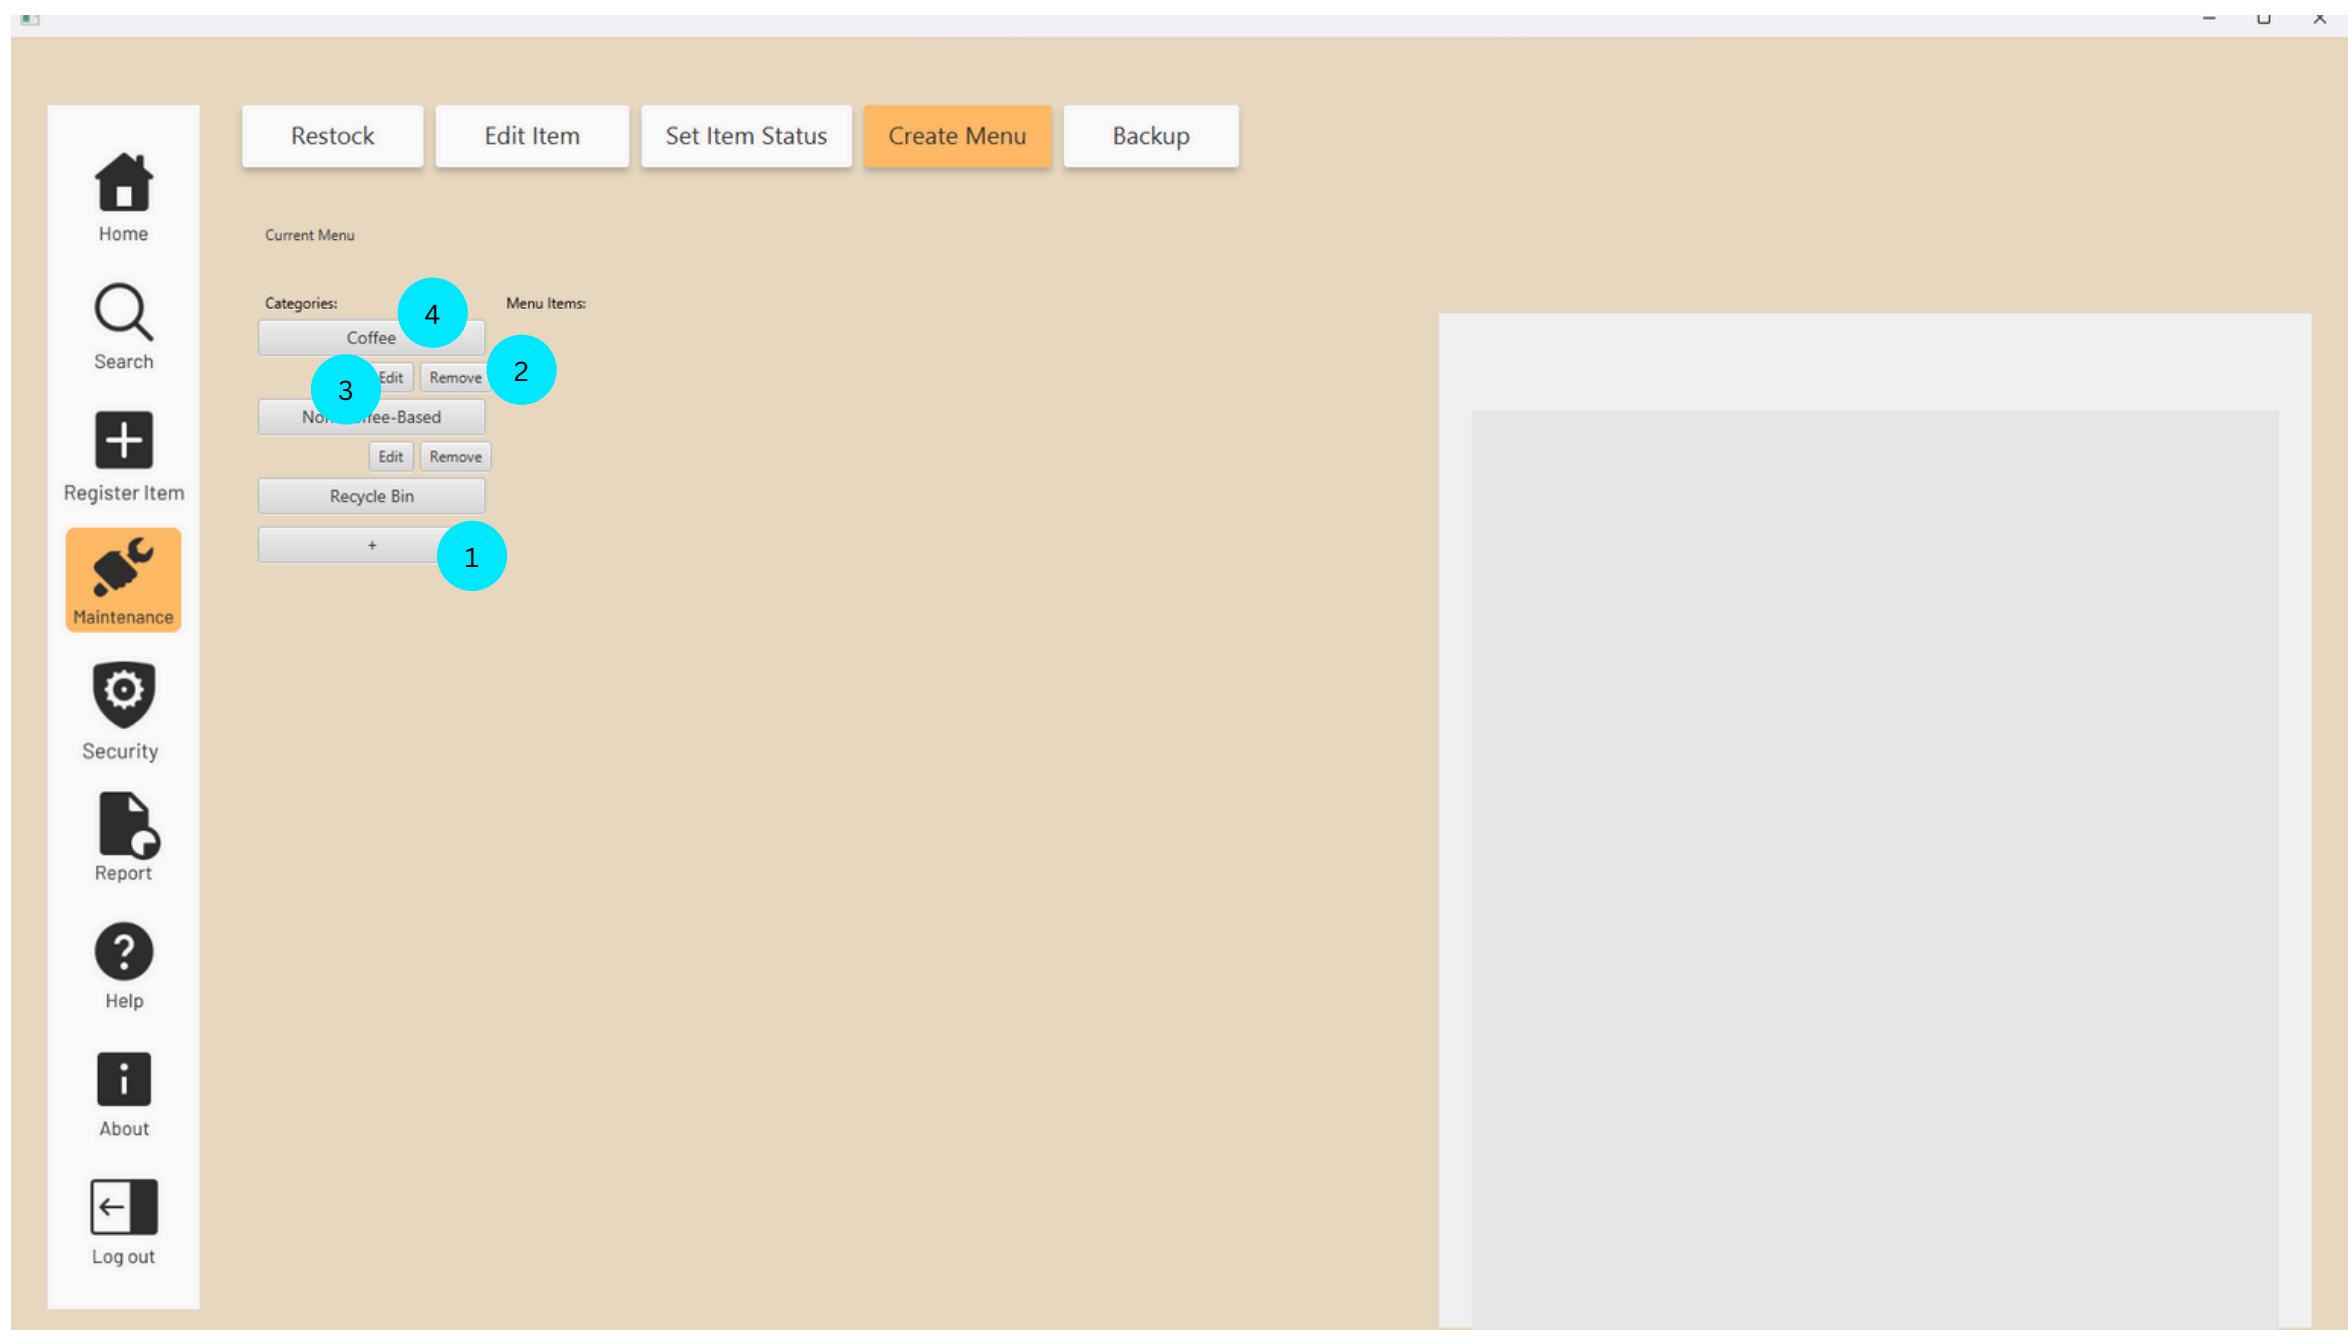 Restock Edit Item Set Item Status Create Menu Backup
Home
Search
Register Item
Maintenance
Security
Report
Help
About
Log out
Current Menu
Categories: 4 Menu Items:
Coffee
3 Edit Remove 2
Edit Remove
Recycle Bin
+ 1